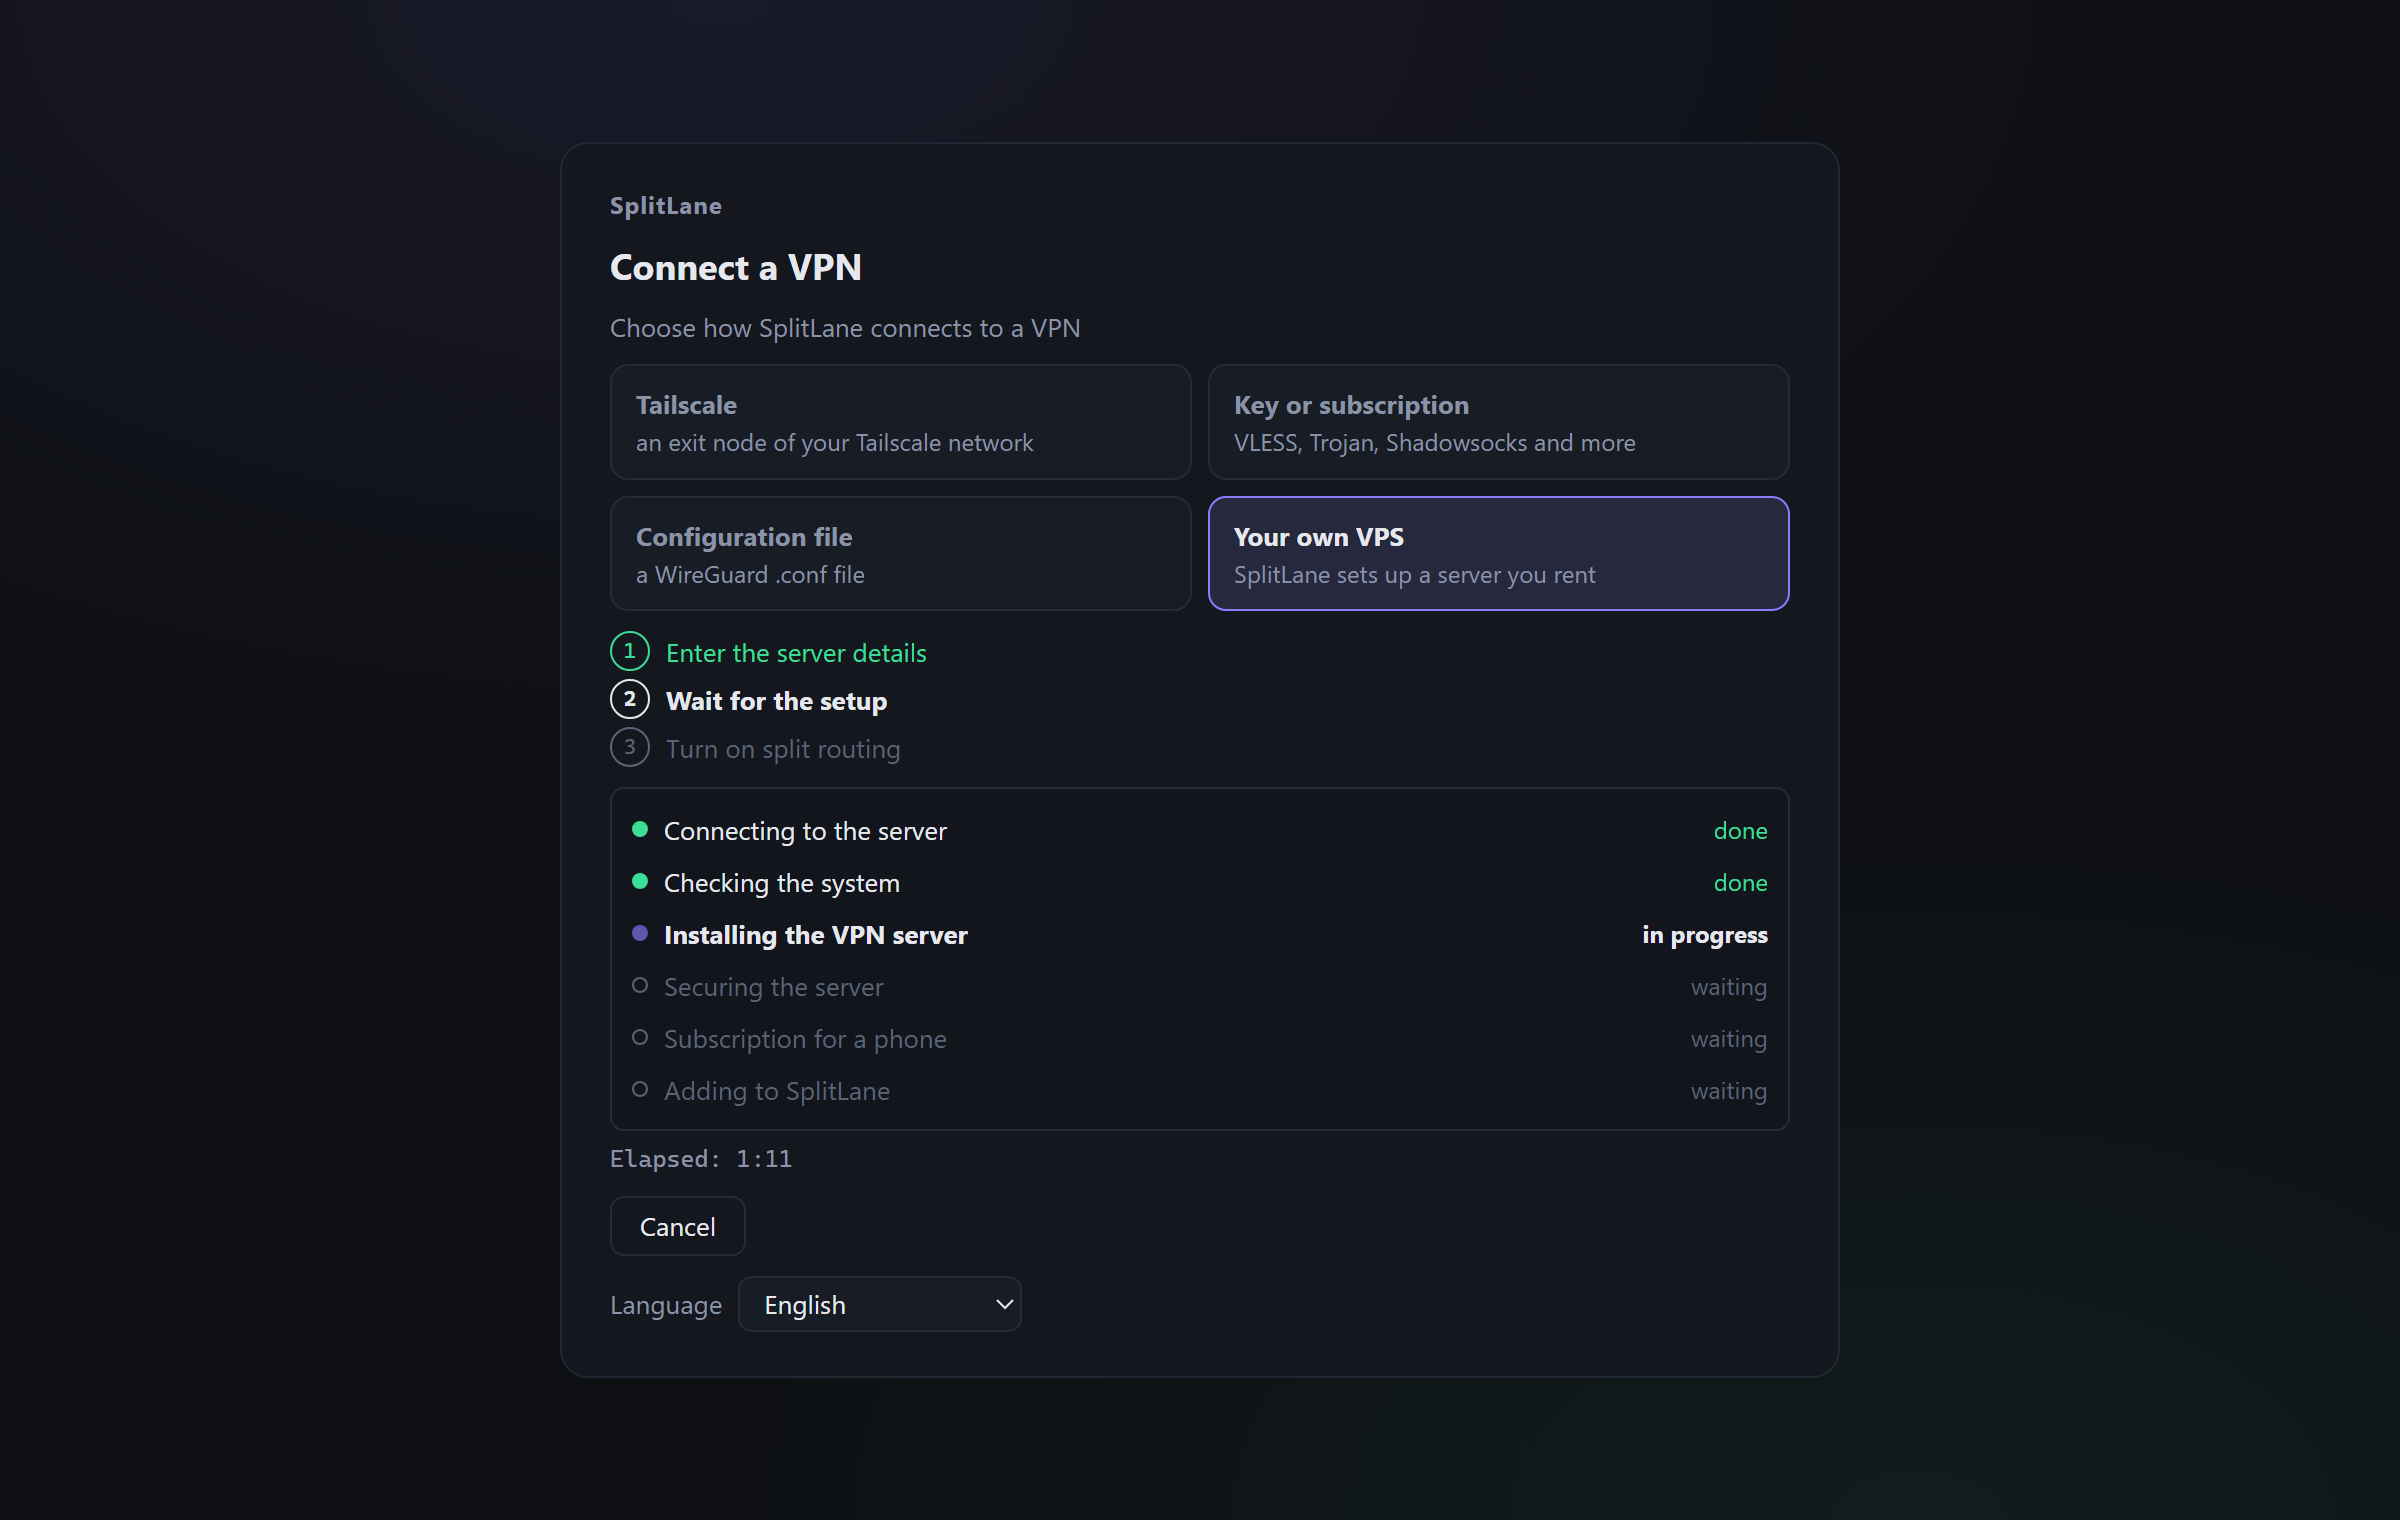 SplitLane
Connect a VPN
Choose how SplitLane connects to a VPN
Tailscale
an exit node of your Tailscale network
Key or subscription
VLESS, Trojan, Shadowsocks and more
Configuration file
a WireGuard .conf file
Your own VPS
SplitLane sets up a server you rent
1 Enter the server details
2 Wait for the setup
3 Turn on split routing
Connecting to the server done
Checking the system done
Installing the VPN server in progress
Securing the server waiting
Subscription for a phone waiting
Adding to SplitLane waiting
Elapsed: 1:11
Cancel
Language English